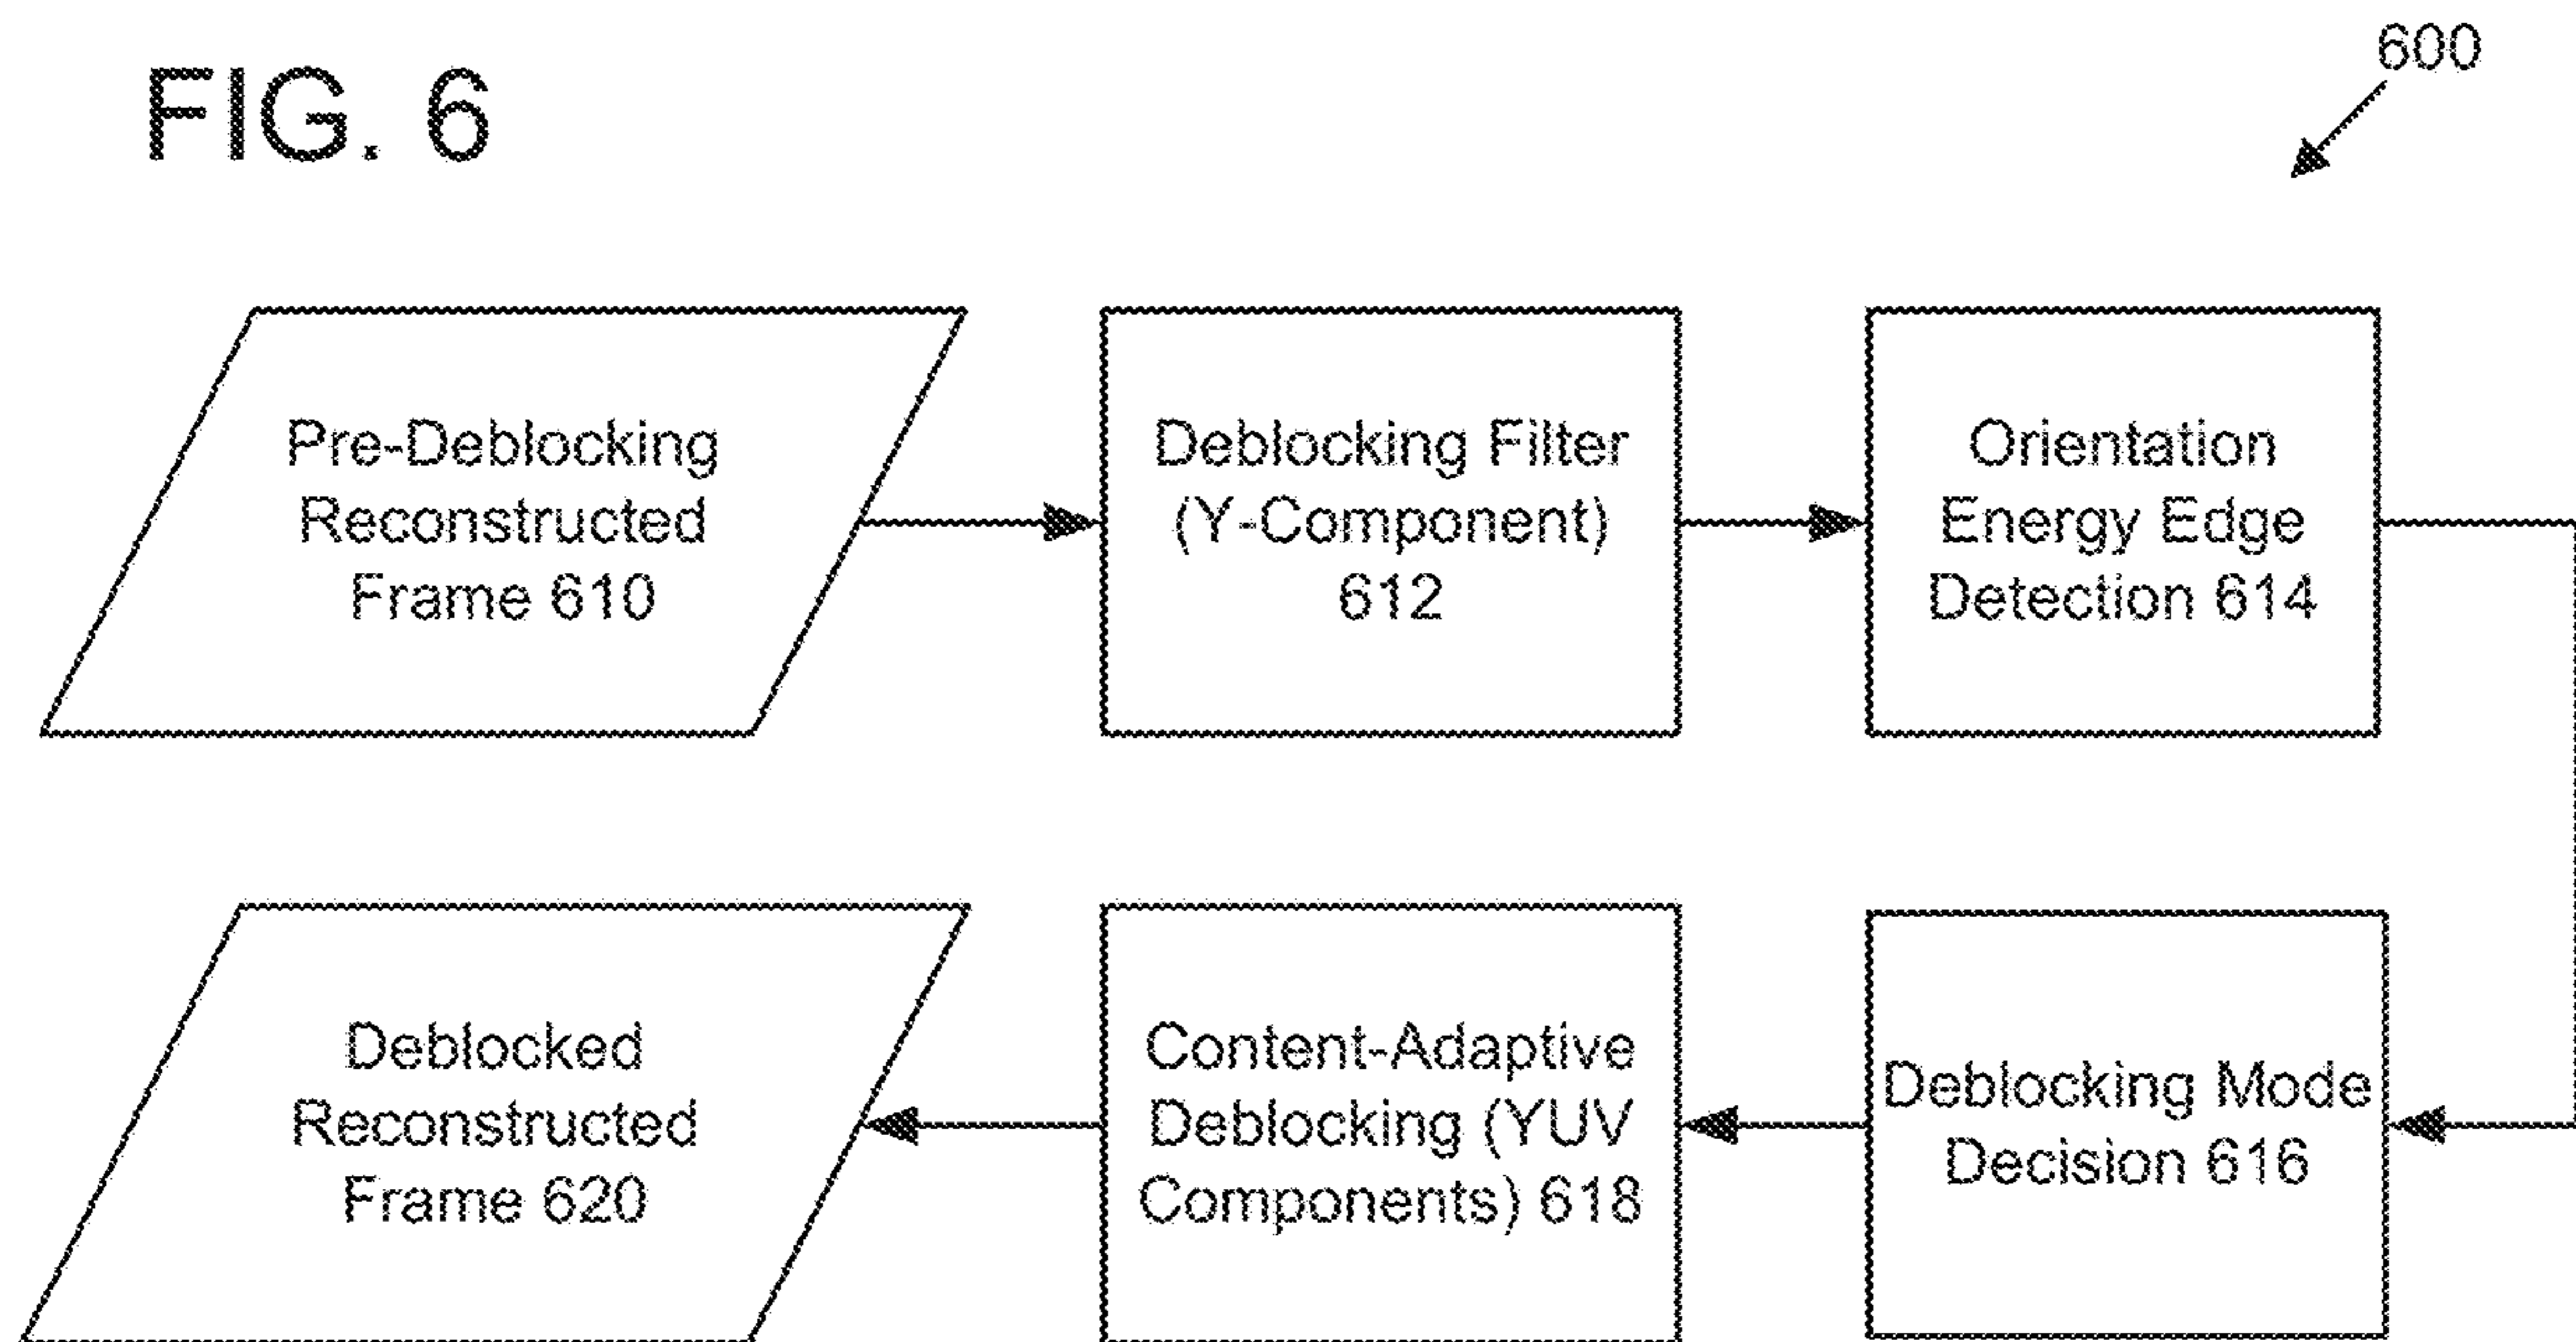 FIG. 6
600
Pre-Deblocking
Reconstructed
Frame 610
Deblocking Filter
(Y-Component)
612
Orientation
Energy Edge
Detection 614
Deblocked
Reconstructed
Frame 620
Content-Adaptive
Deblocking (YUV
Components) 618
Deblocking Mode
Decision 616